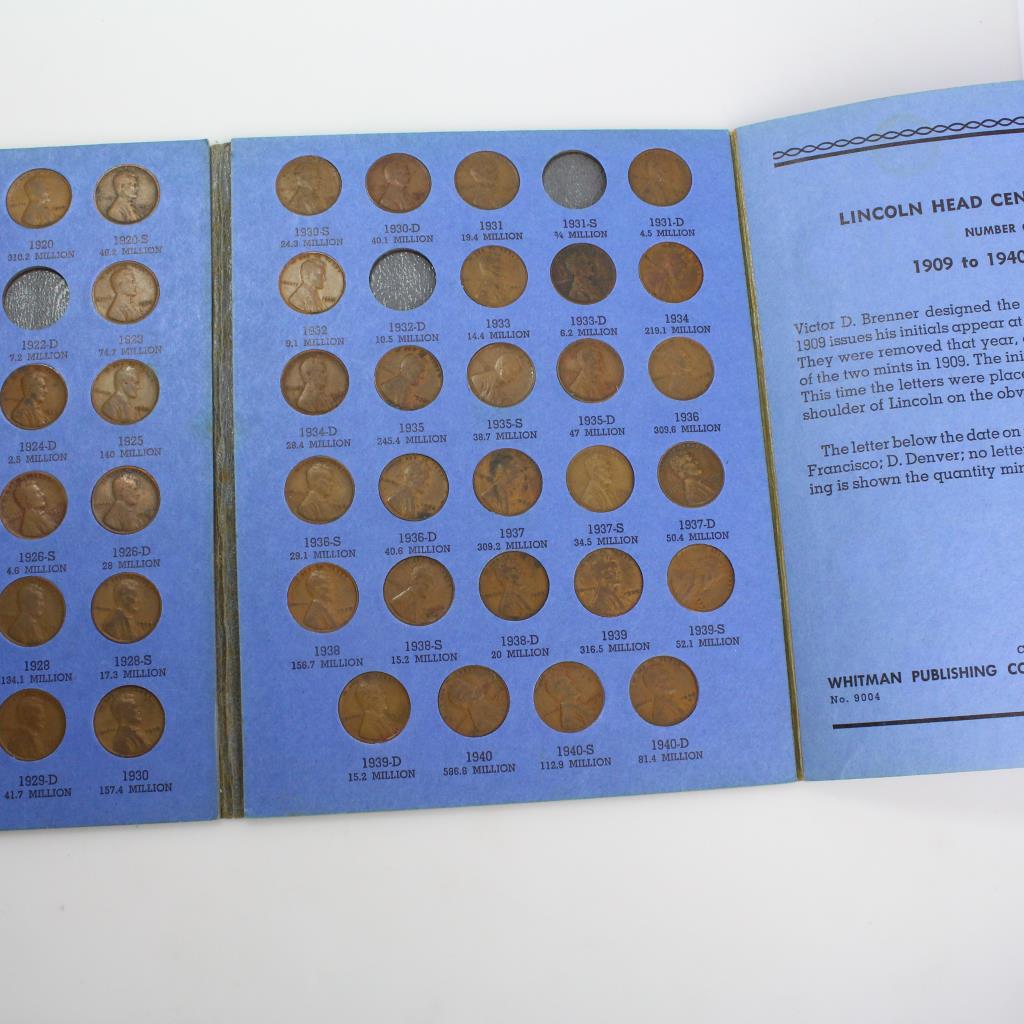 1920 1920-S
310.2 MILLION 46.2 MILLION
1922-D 1923
7.2 MILLION 74.7 MILLION
1924-D 1925
2.5 MILLION 140 MILLION
1926-S 1926-D
4.6 MILLION 28 MILLION
1928 1928-S
134.1 MILLION 17.3 MILLION
1929-D 1930
41.7 MILLION 157.4 MILLION
1930-S 1930-D 1931 1931-S 1931-D
24.3 MILLION 40.1 MILLION 19.4 MILLION ¾ MILLION 4.5 MILLION
1932 1932-D 1933 1933-D 1934
9.1 MILLION 10.5 MILLION 14.4 MILLION 6.2 MILLION 219.1 MILLION
1934-D 1935 1935-S 1935-D 1936
28.4 MILLION 245.4 MILLION 38.7 MILLION 47 MILLION 309.6 MILLION
1936-S 1936-D 1937 1937-S 1937-D
29.1 MILLION 40.6 MILLION 309.2 MILLION 34.5 MILLION 50.4 MILLION
1938 1938-S 1938-D 1939 1939-S
156.7 MILLION 15.2 MILLION 20 MILLION 316.5 MILLION 52.1 MILLION
1939-D 1940 1940-S 1940-D
15.2 MILLION 586.8 MILLION 112.9 MILLION 81.4 MILLION
LINCOLN HEAD CEN
NUMBER
1909 to 1940
Victor D. Brenner designed the
1909 issues his initials appear at
They were removed that year,
of the two mints in 1909. The ini
This time the letters were place
shoulder of Lincoln on the obv
The letter below the date on
Francisco; D. Denver; no lette
ing is shown the quantity min
WHITMAN PUBLISHING CO
No. 9004